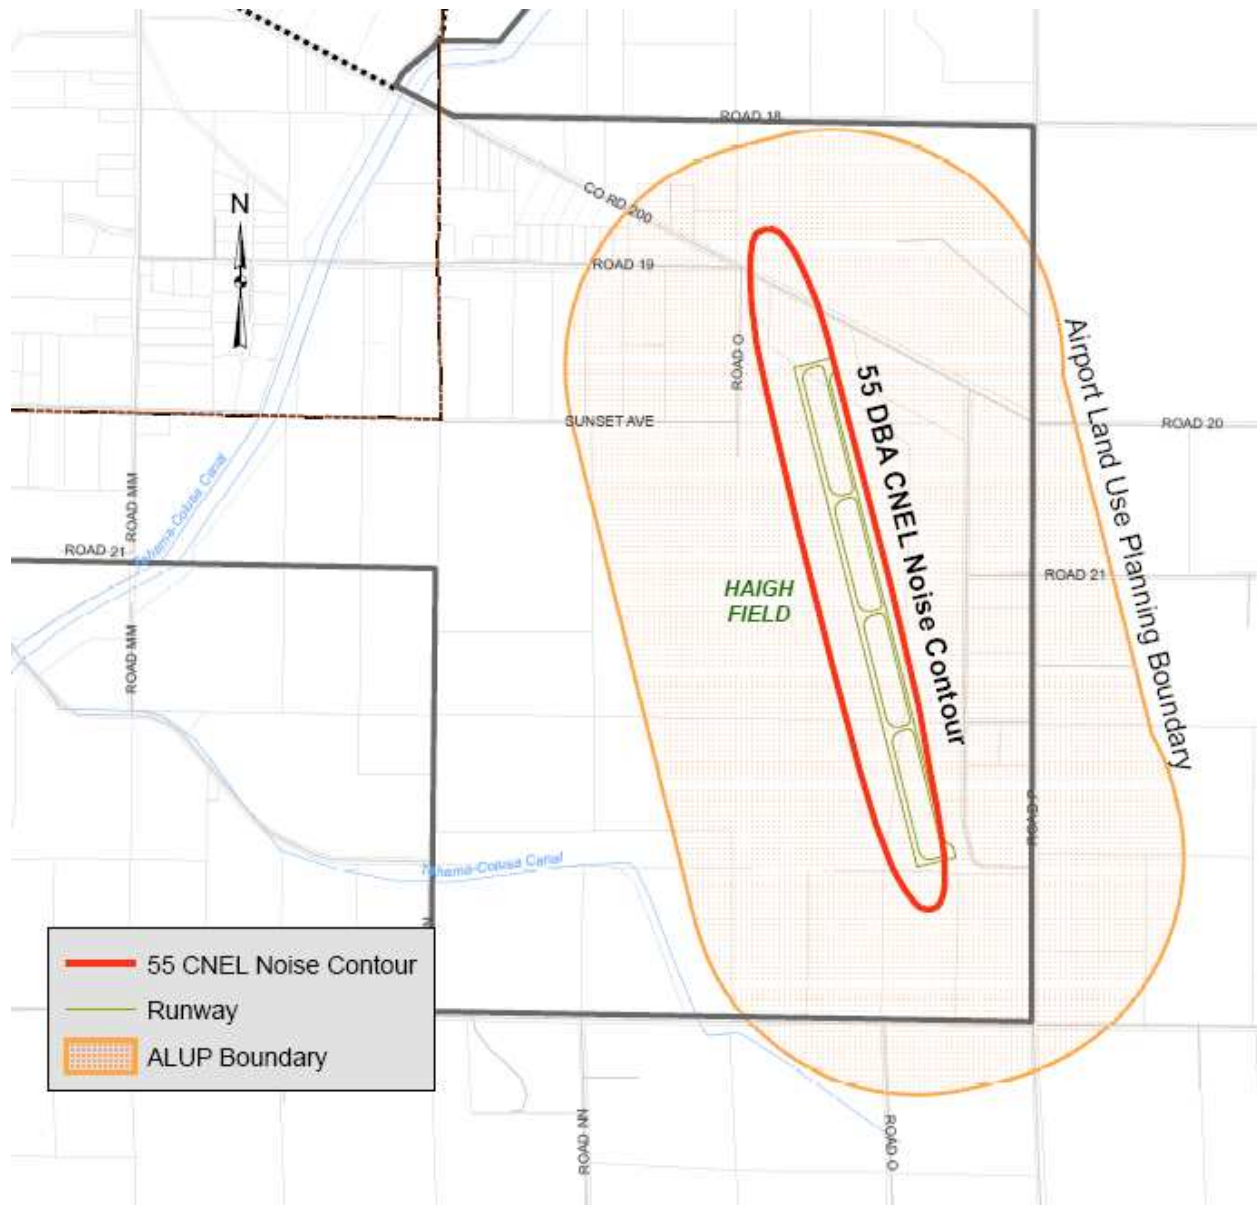 ROAD 18
N
CO RD 200
ROAD 19
ROAD O
Airport Land Use Planning Boundary
55 DBA CNEL Noise Contour
SUNSET AVE
ROAD 20
ROAD MM
Tehama-Colusa Canal
ROAD 21
ROAD 21
HAIGH
FIELD
ROAD MM
ROAD P
Tehama-Colusa Canal
55 CNEL Noise Contour
Runway
ALUP Boundary
ROAD NN
ROAD O